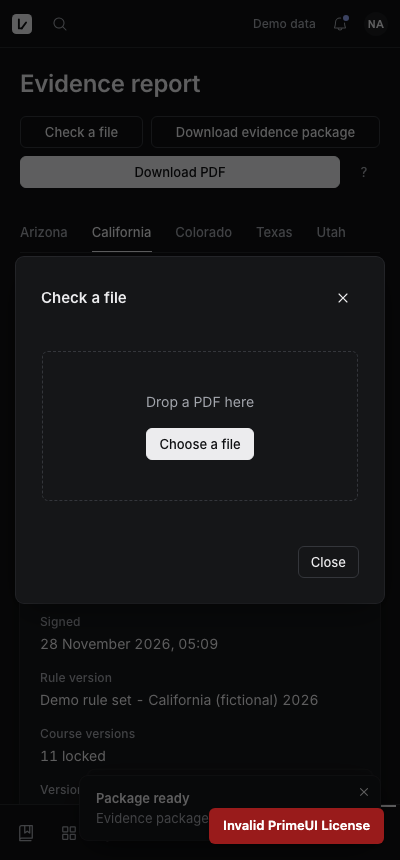 Demo data
NA
Evidence report
Check a file
Download evidence package
Download PDF
?
Arizona
California
Colorado
Texas
Utah
Check a file
Drop a PDF here
Choose a file
Close
Signed
28 November 2026, 05:09
Rule version
Demo rule set - California (fictional) 2026
Course versions
11 locked
Package ready
Evidence package
Invalid PrimeUI License